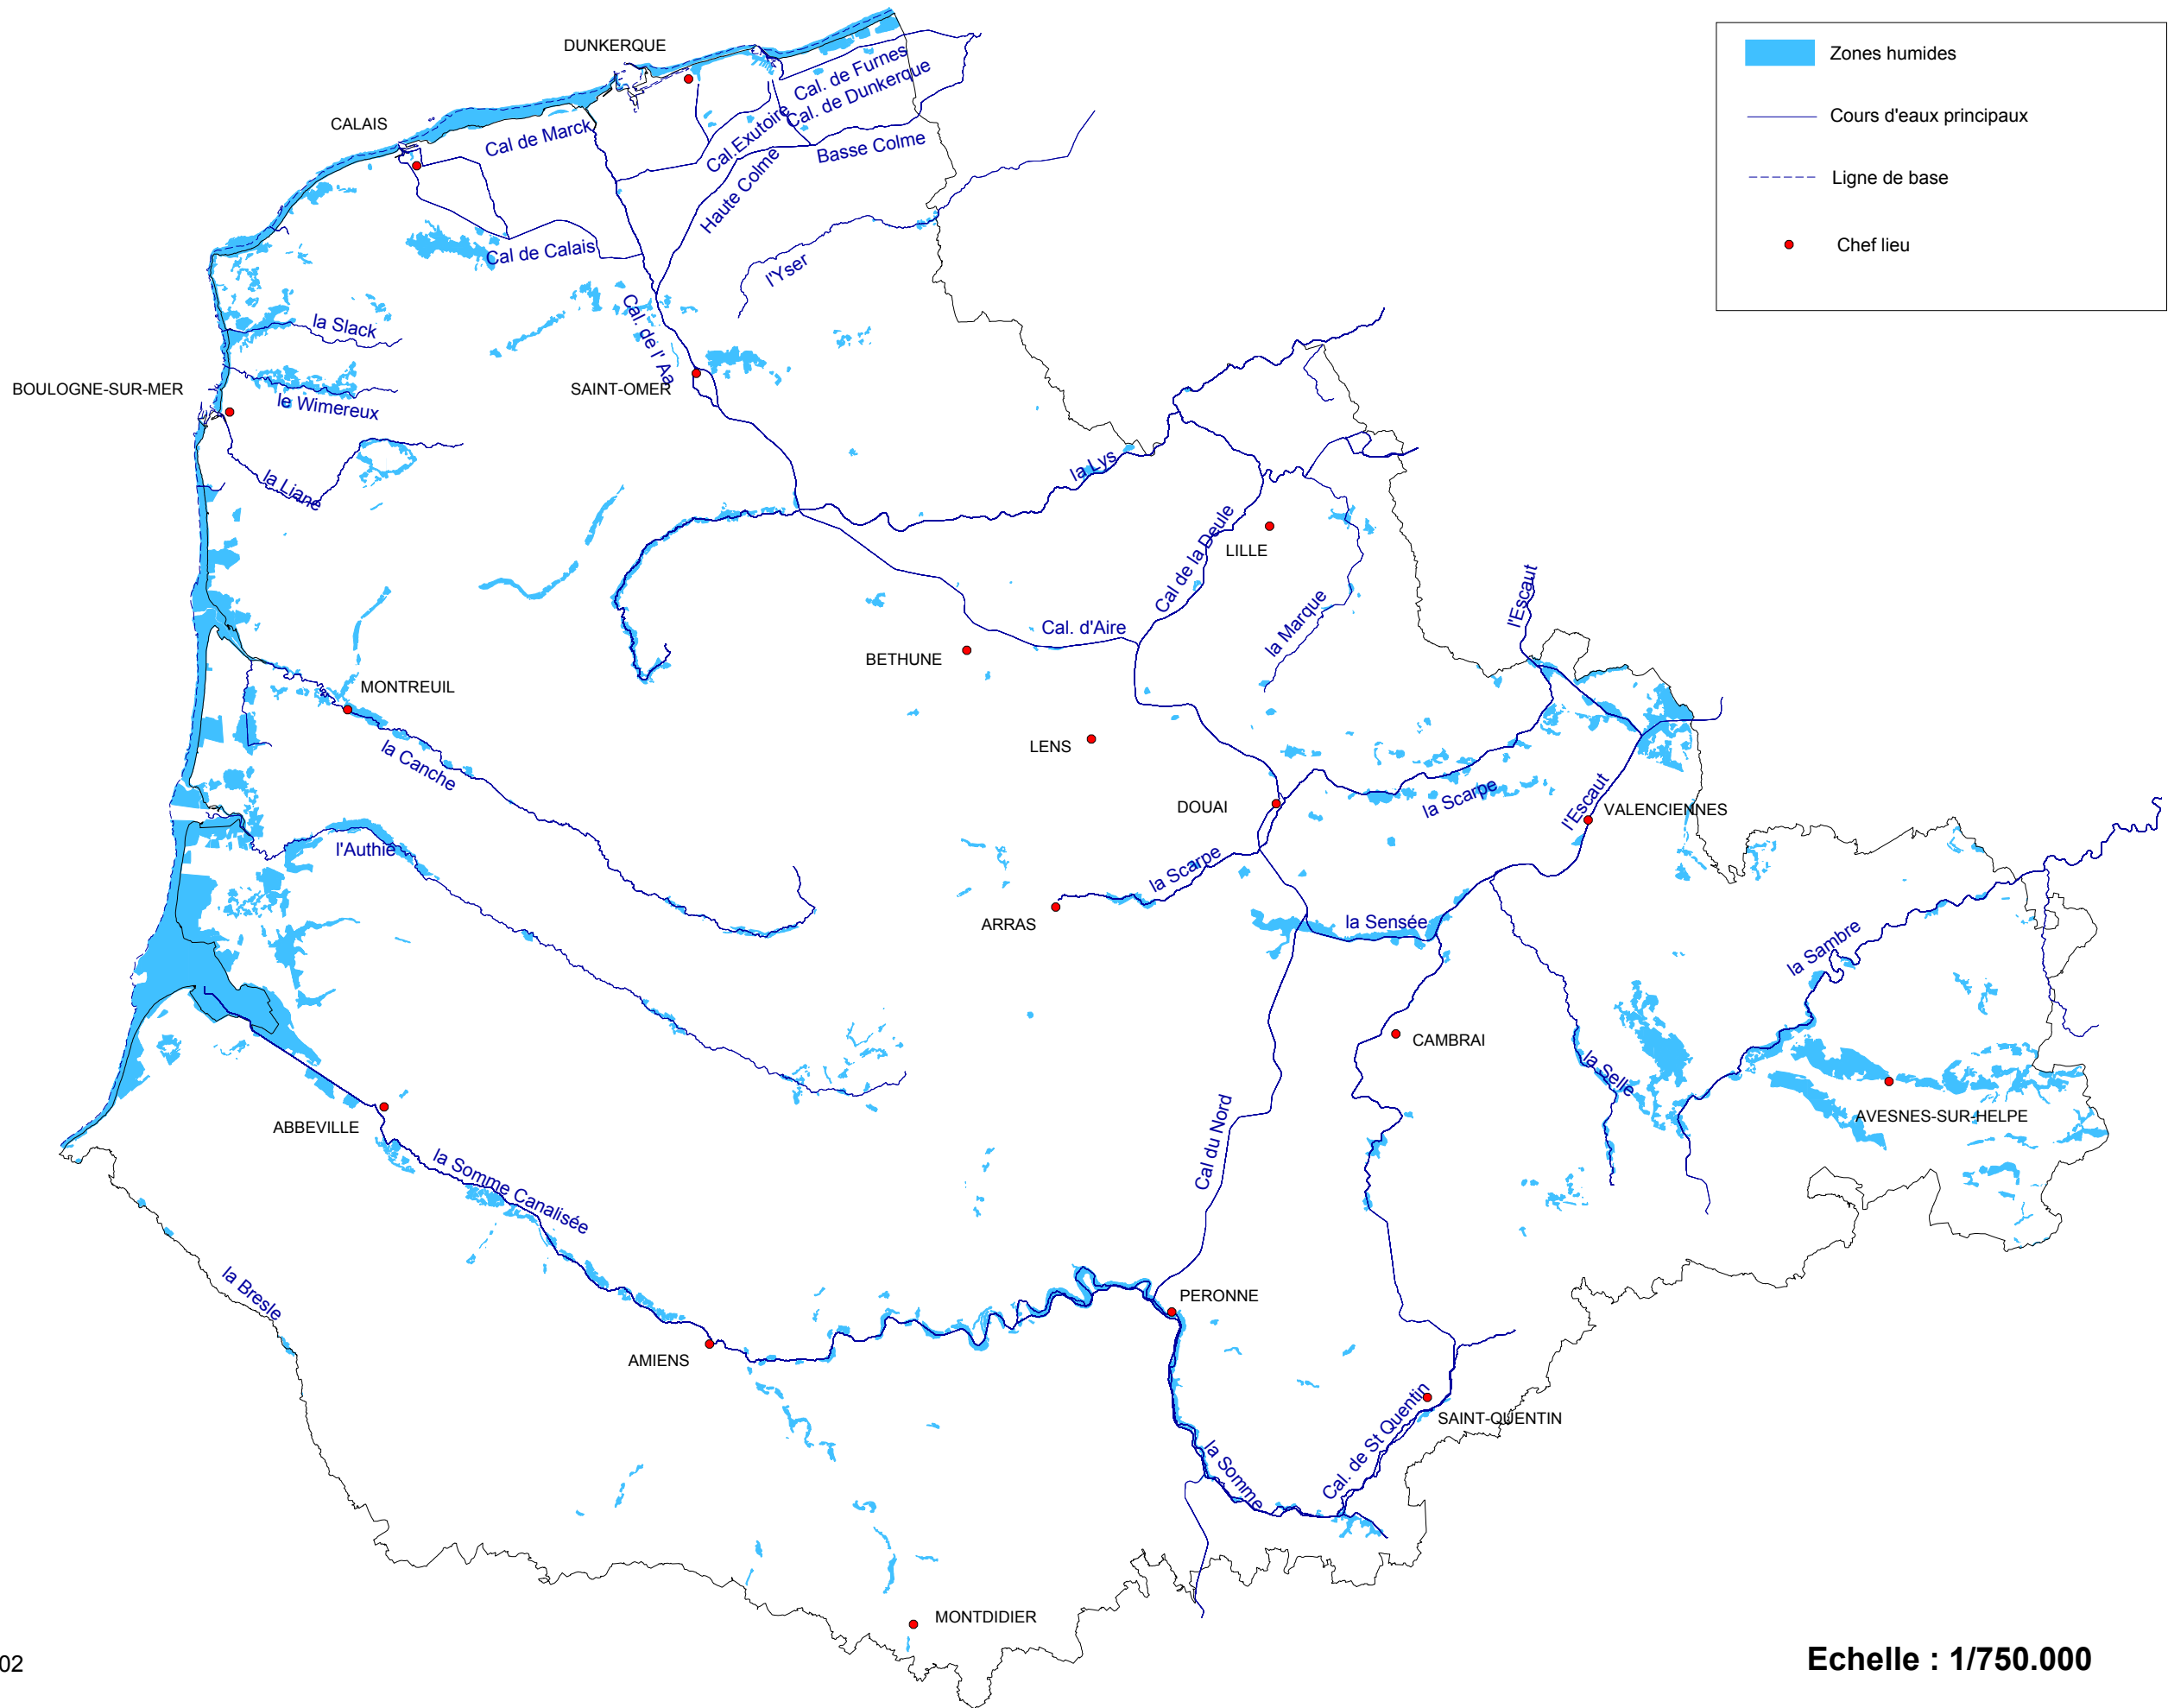 Zones humides
Cours d'eaux principaux
Ligne de base
Chef lieu
DUNKERQUE
Cal. de Furnes
Cal. de Dunkerque
CALAIS
Cal de Marck
Cal.Exutoire
Basse Colme
Haute Colme
Cal de Calais
l'Yser
Cal. de l'Aa
la Slack
BOULOGNE-SUR-MER
le Wimereux
SAINT-OMER
la Liane
la Lys
Cal de la Deule
LILLE
l'Escaut
la Marque
Cal. d'Aire
BETHUNE
MONTREUIL
la Canche
LENS
DOUAI
la Scarpe
l'Escaut
VALENCIENNES
l'Authie
la Scarpe
ARRAS
la Sensée
la Sambre
CAMBRAI
la Selle
AVESNES-SUR-HELPE
ABBEVILLE
Cal du Nord
la Somme Canalisée
la Bresle
PERONNE
AMIENS
Cal. de St Quentin
SAINT-QUENTIN
la Somme
MONTDIDIER
02
Echelle : 1/750.000